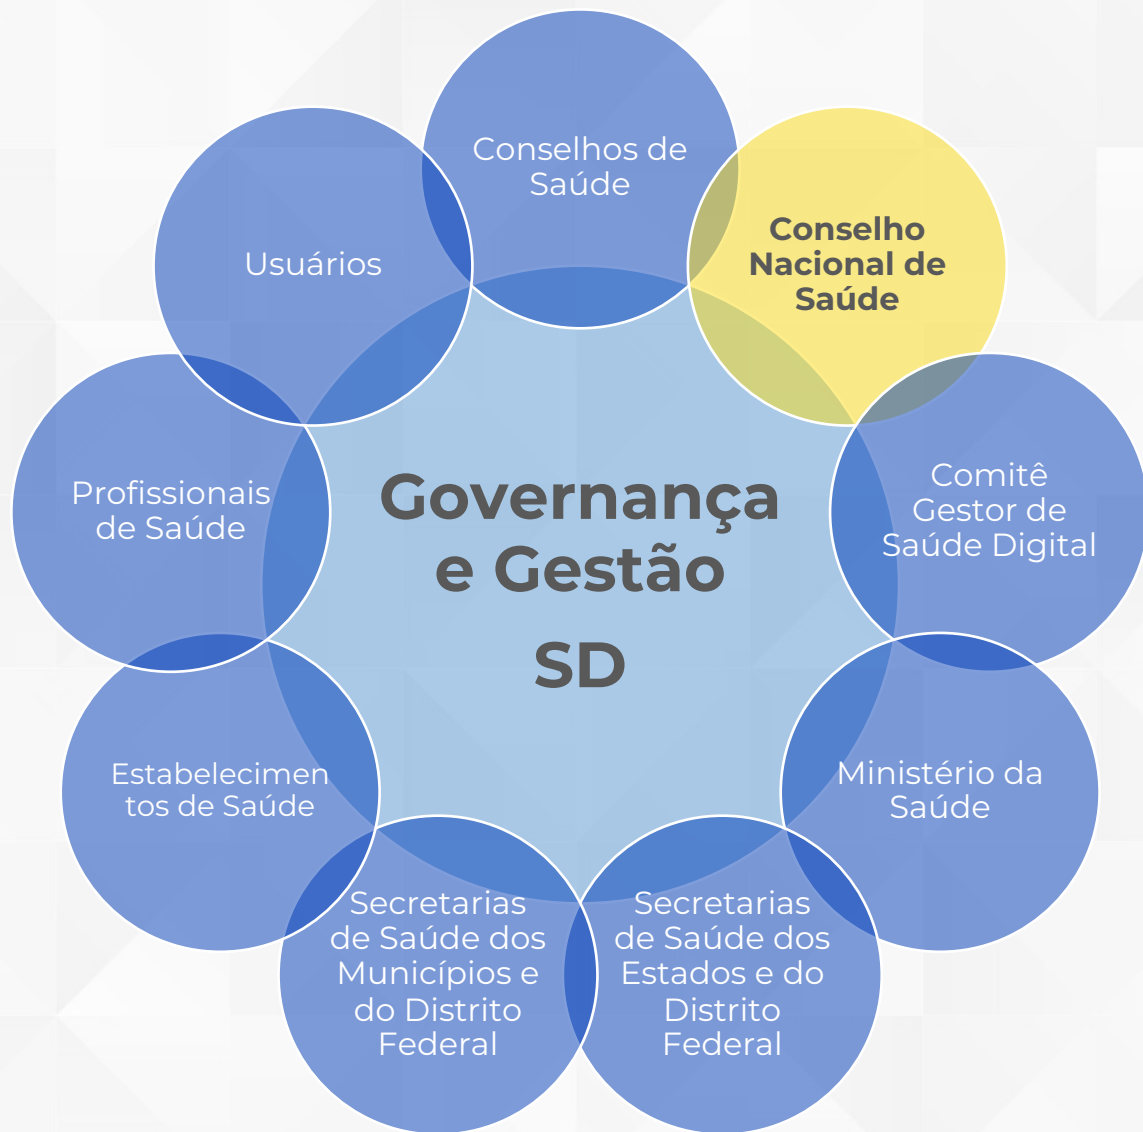 Conselhos de
Saúde
Conselho
Nacional de
Saúde
Comitê
Gestor de
Saúde Digital
Ministério da
Saúde
Secretarias
de Saúde dos
Estados e do
Distrito
Federal
Secretarias
de Saúde dos
Municípios e
do Distrito
Federal
Estabelecimen
tos de Saúde
Profissionais
de Saúde
Usuários
Governança
e Gestão
SD